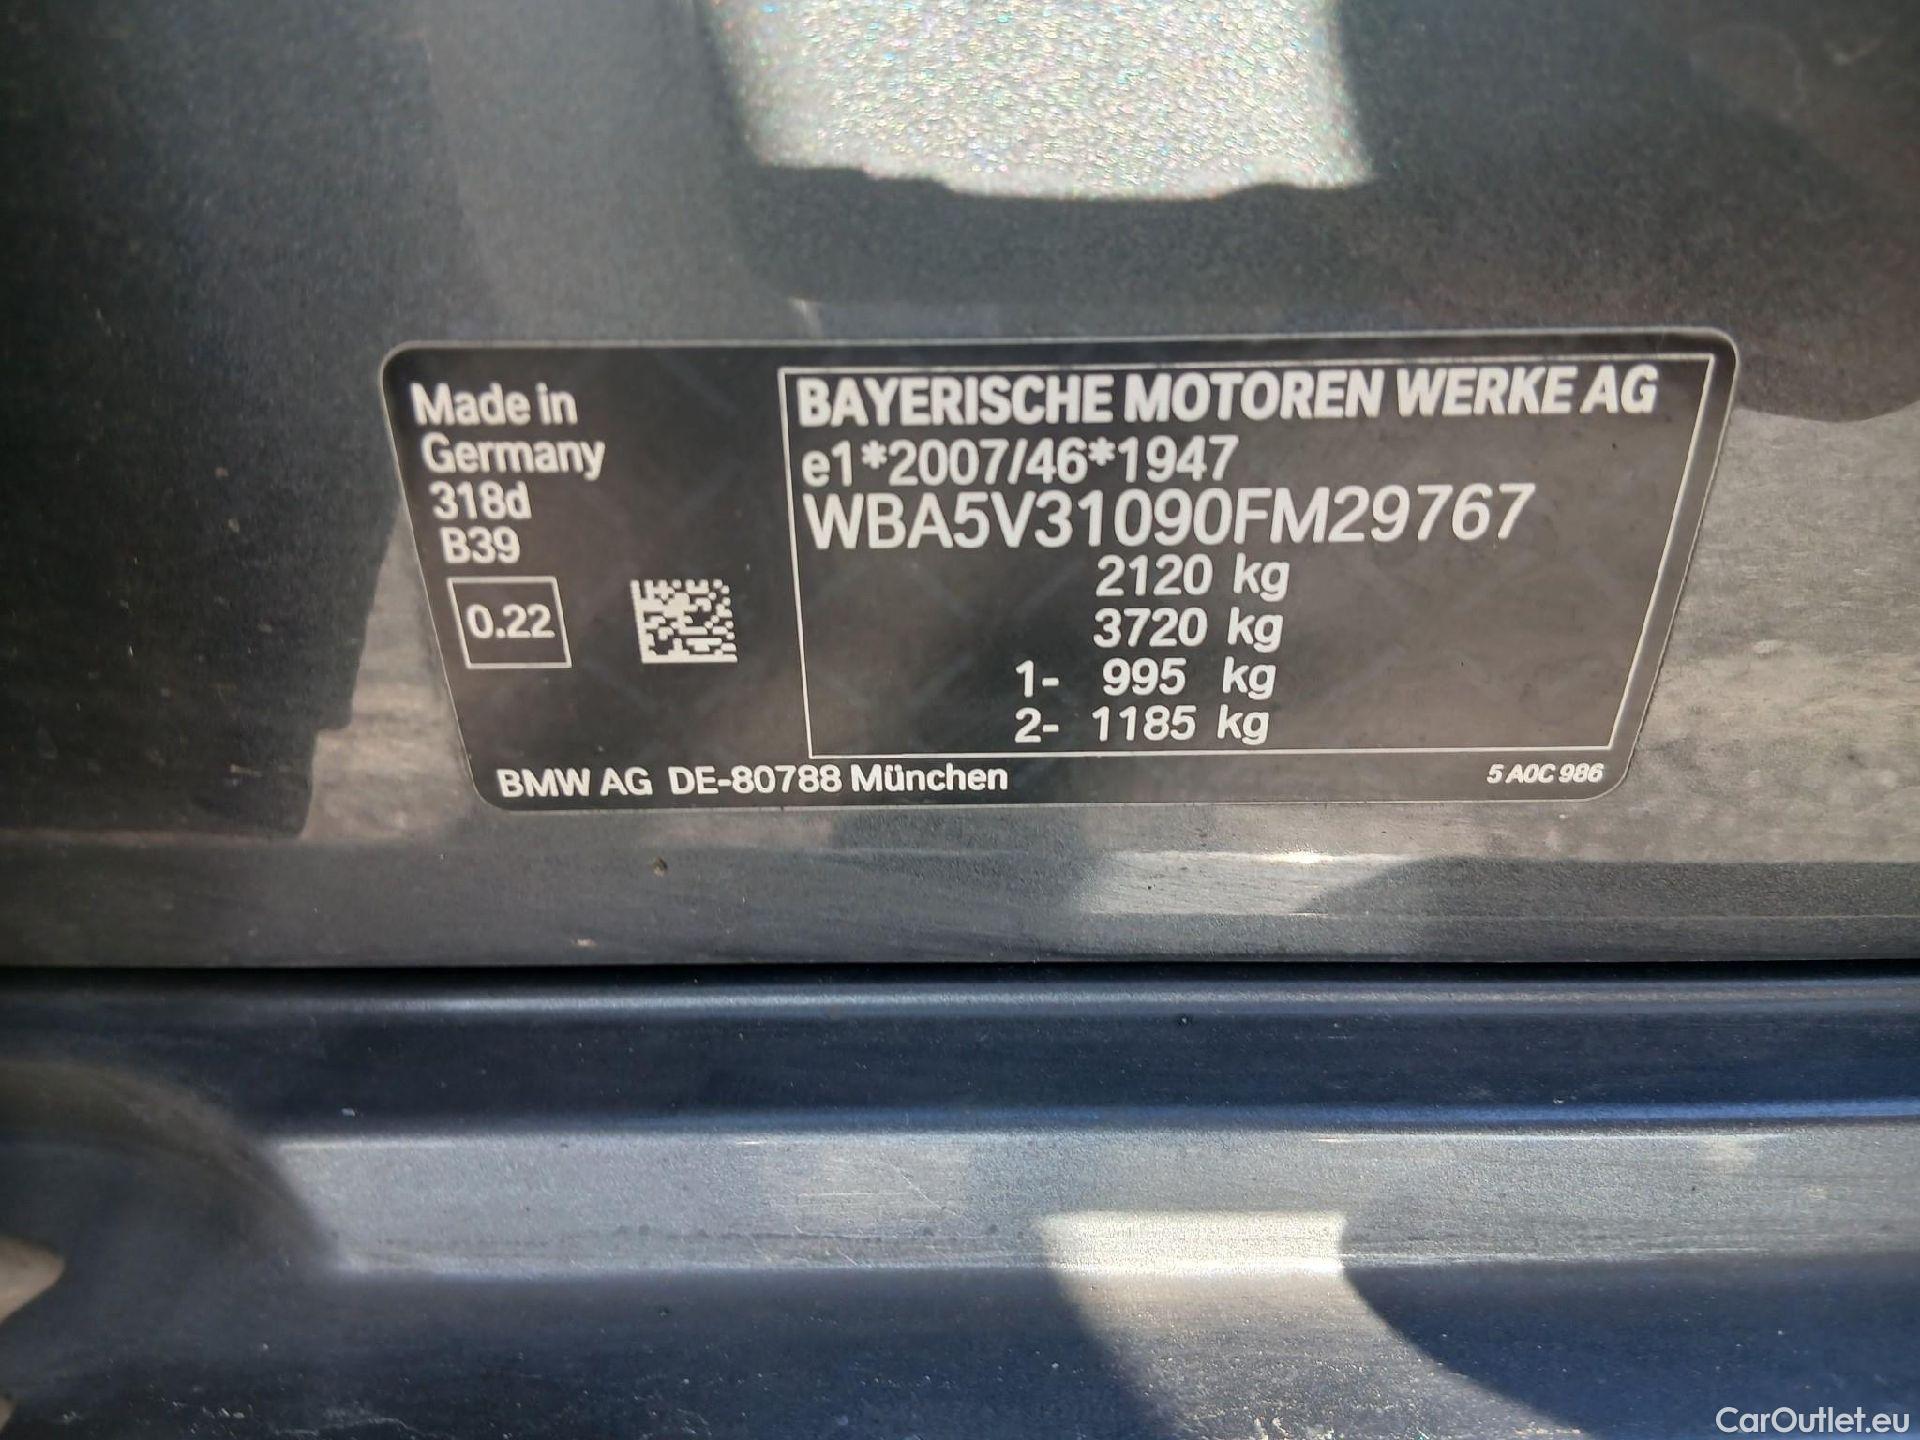 Made in
Germany
318d
B39
0.22
BAYERISCHE MOTOREN WERKE AG
e1*2007/46*1947
WBA5V31090FM29767
2120 kg
3720 kg
1- 995 kg
2- 1185 kg
BMW AG DE-80788 München
5 A0C 986
CarOutlet.eu